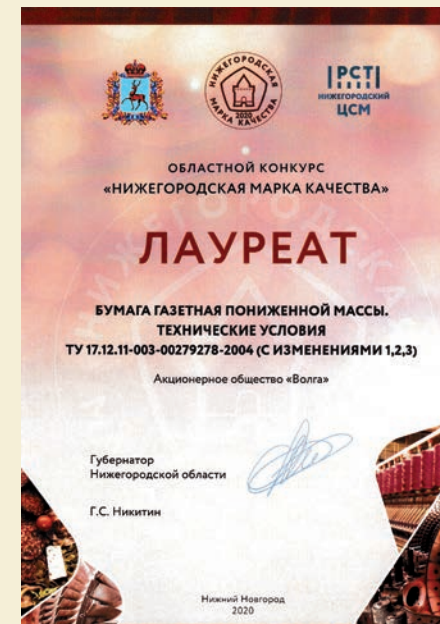 НИЖЕГОРОДСКАЯ
2020
МАРКА КАЧЕСТВА
РСТ
НИЖЕГОРОДСКИЙ
ЦСМ
ОБЛАСТНОЙ КОНКУРС
«НИЖЕГОРОДСКАЯ МАРКА КАЧЕСТВА»
ЛАУРЕАТ
БУМАГА ГАЗЕТНАЯ ПОНИЖЕННОЙ МАССЫ.
ТЕХНИЧЕСКИЕ УСЛОВИЯ
ТУ 17.12.11-003-00279278-2004 (С ИЗМЕНЕНИЯМИ 1,2,3)
Акционерное общество «Волга»
Губернатор
Нижегородской области
Г.С. Никитин
Нижний Новгород
2020